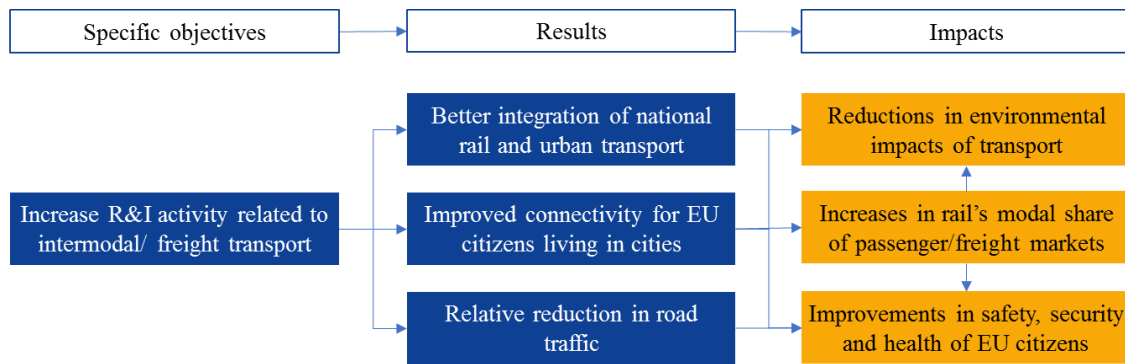 Specific objectives
Results
Impacts
Better integration of national
rail and urban transport
Reductions in environmental
impacts of transport
Increase R&I activity related to
intermodal/ freight transport
Improved connectivity for EU
citizens living in cities
Increases in rail’s modal share
of passenger/freight markets
Relative reduction in road
traffic
Improvements in safety, security
and health of EU citizens